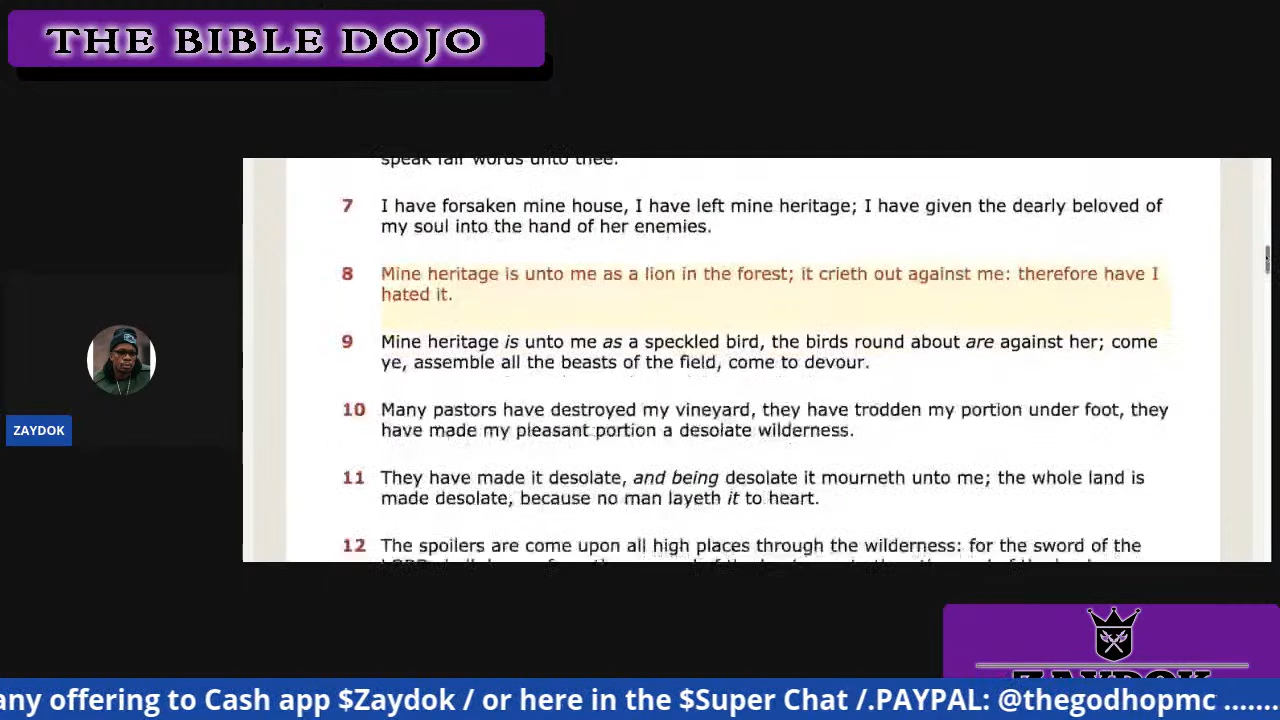 THE BIBLE DOJO
speak fair words unto thee.
7 I have forsaken mine house, I have left mine heritage; I have given the dearly beloved of
my soul into the hand of her enemies.
8 Mine heritage is unto me as a lion in the forest; it crieth out against me: therefore have I
hated it.
9 Mine heritage is unto me as a speckled bird, the birds round about are against her; come
ye, assemble all the beasts of the field, come to devour.
10 Many pastors have destroyed my vineyard, they have trodden my portion under foot, they
have made my pleasant portion a desolate wilderness.
11 They have made it desolate, and being desolate it mourneth unto me; the whole land is
made desolate, because no man layeth it to heart.
12 The spoilers are come upon all high places through the wilderness: for the sword of the
ZAYDOK
ZAYDOK
any offering to Cash app $Zaydok / or here in the $Super Chat /.PAYPAL: @thegodhopmc .......